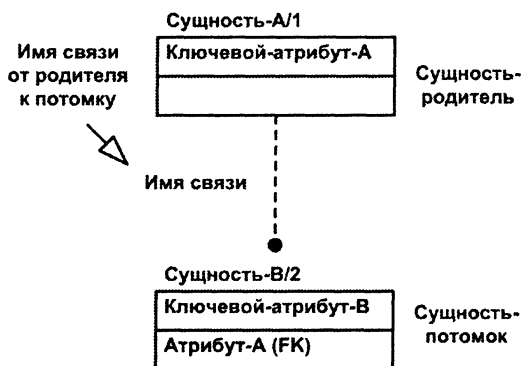 Сущность-A/1
Ключевой-атрибут-A
Имя связи
от родителя
к потомку
Сущность-
родитель
Имя связи
Сущность-B/2
Ключевой-атрибут-B
Атрибут-A (FK)
Сущность-
потомок